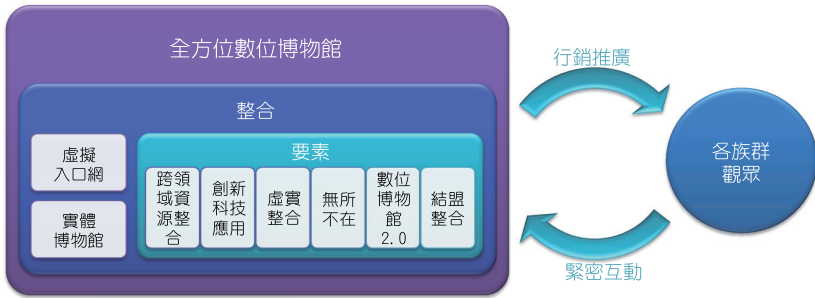 全方位數位博物館
行銷推廣
整合
虛擬
入口網
實體
博物館
要素
跨領
域資
源整
合
創新
科技
應用
虛實
整合
無所
不在
數位
博物
館
2.0
結盟
整合
各族群
觀眾
緊密互動